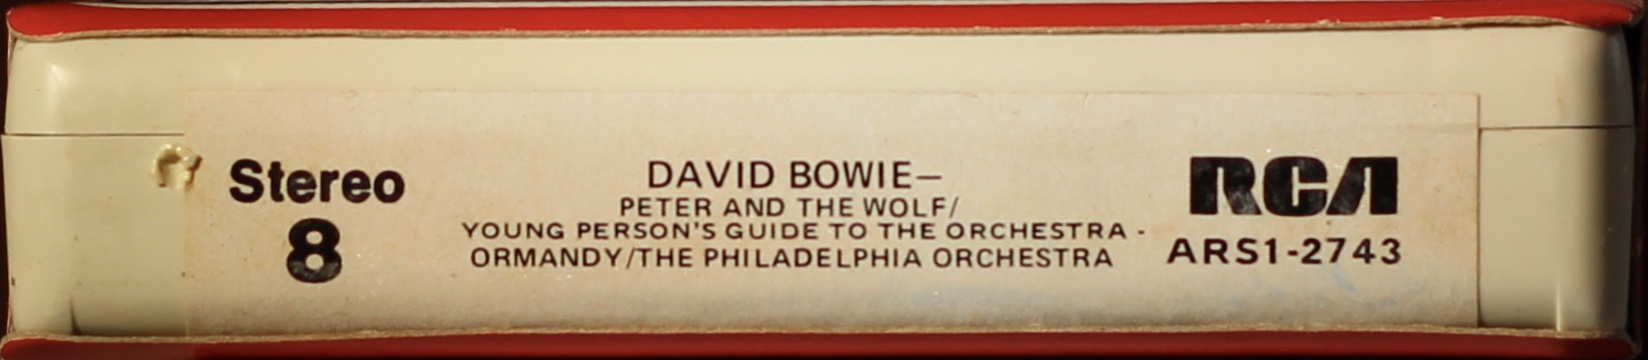 Stereo
8
DAVID BOWIE—
PETER AND THE WOLF/
YOUNG PERSON'S GUIDE TO THE ORCHESTRA -
ORMANDY/THE PHILADELPHIA ORCHESTRA
RCA
ARS1-2743